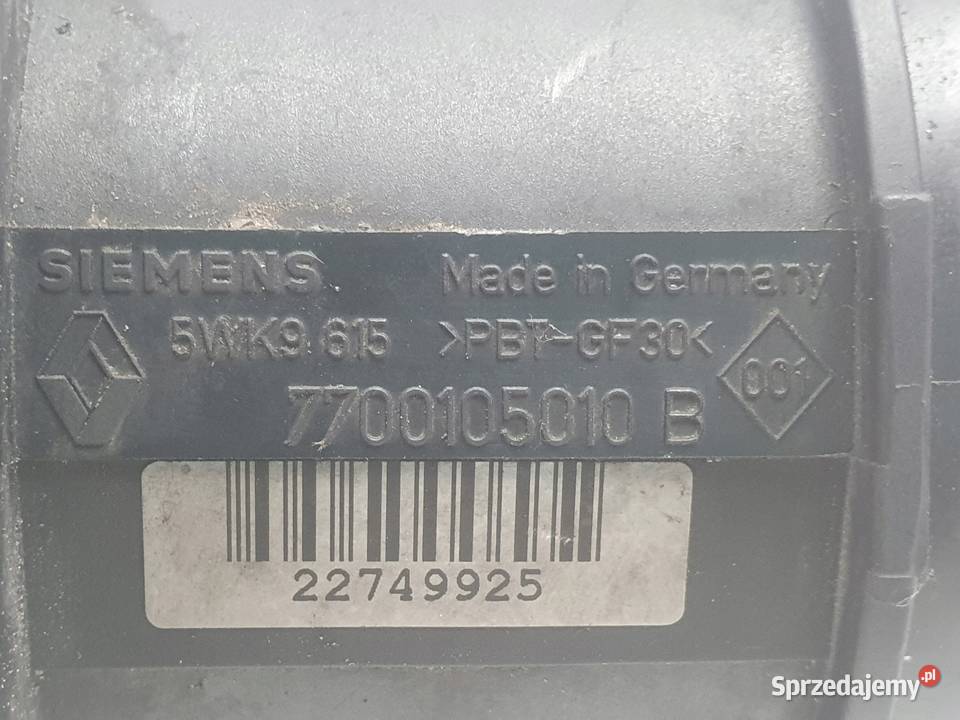 SIEMENS Made in Germany
5WK9 615 >PBT-GF30<
001
7700105010 B
22749925
Sprzedajemy.pl